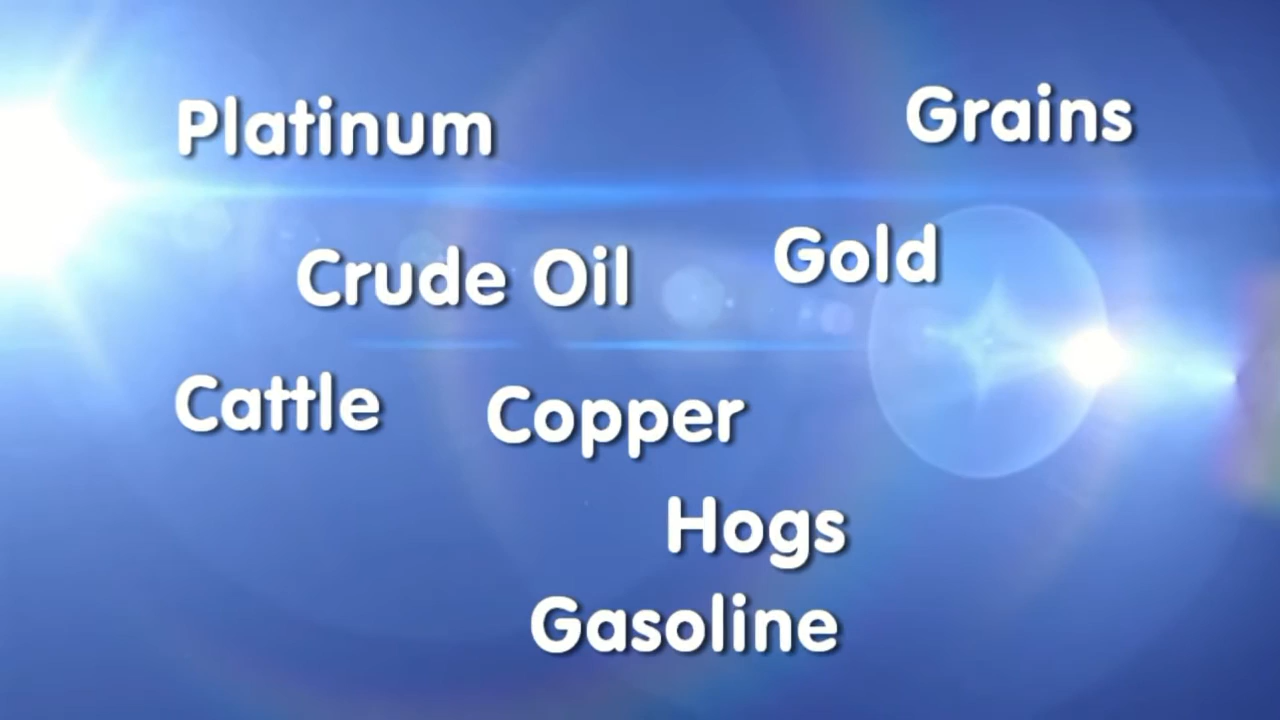 Platinum
Grains
Crude Oil
Gold
Cattle
Copper
Hogs
Gasoline